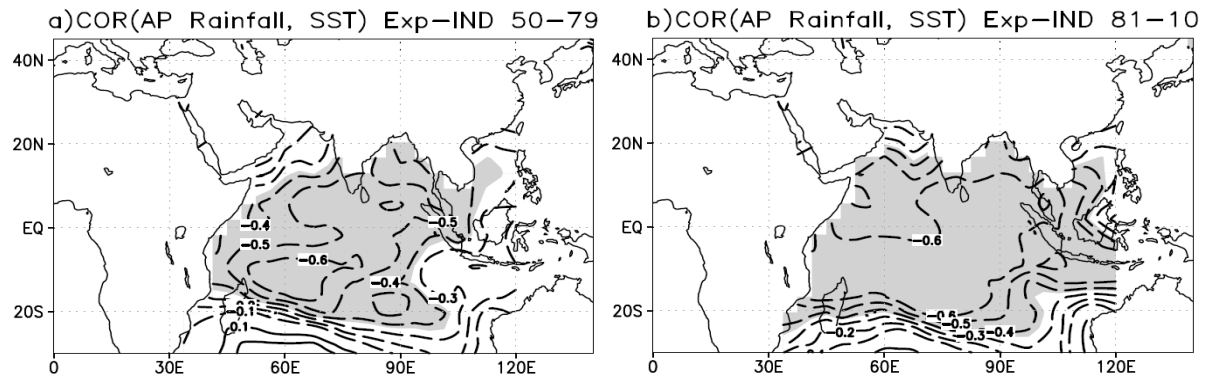 a)COR(AP Rainfall, SST) Exp-IND 50-79
40N
20N
EQ
20S
0
30E
60E
90E
120E
-0.4
-0.5
-0.5
-0.6
-0.4
-0.3
-0.1
0.1
b)COR(AP Rainfall, SST) Exp-IND 81-10
40N
20N
EQ
20S
0
30E
60E
90E
120E
-0.6
-0.6
-0.5
-0.4
-0.3
-0.2